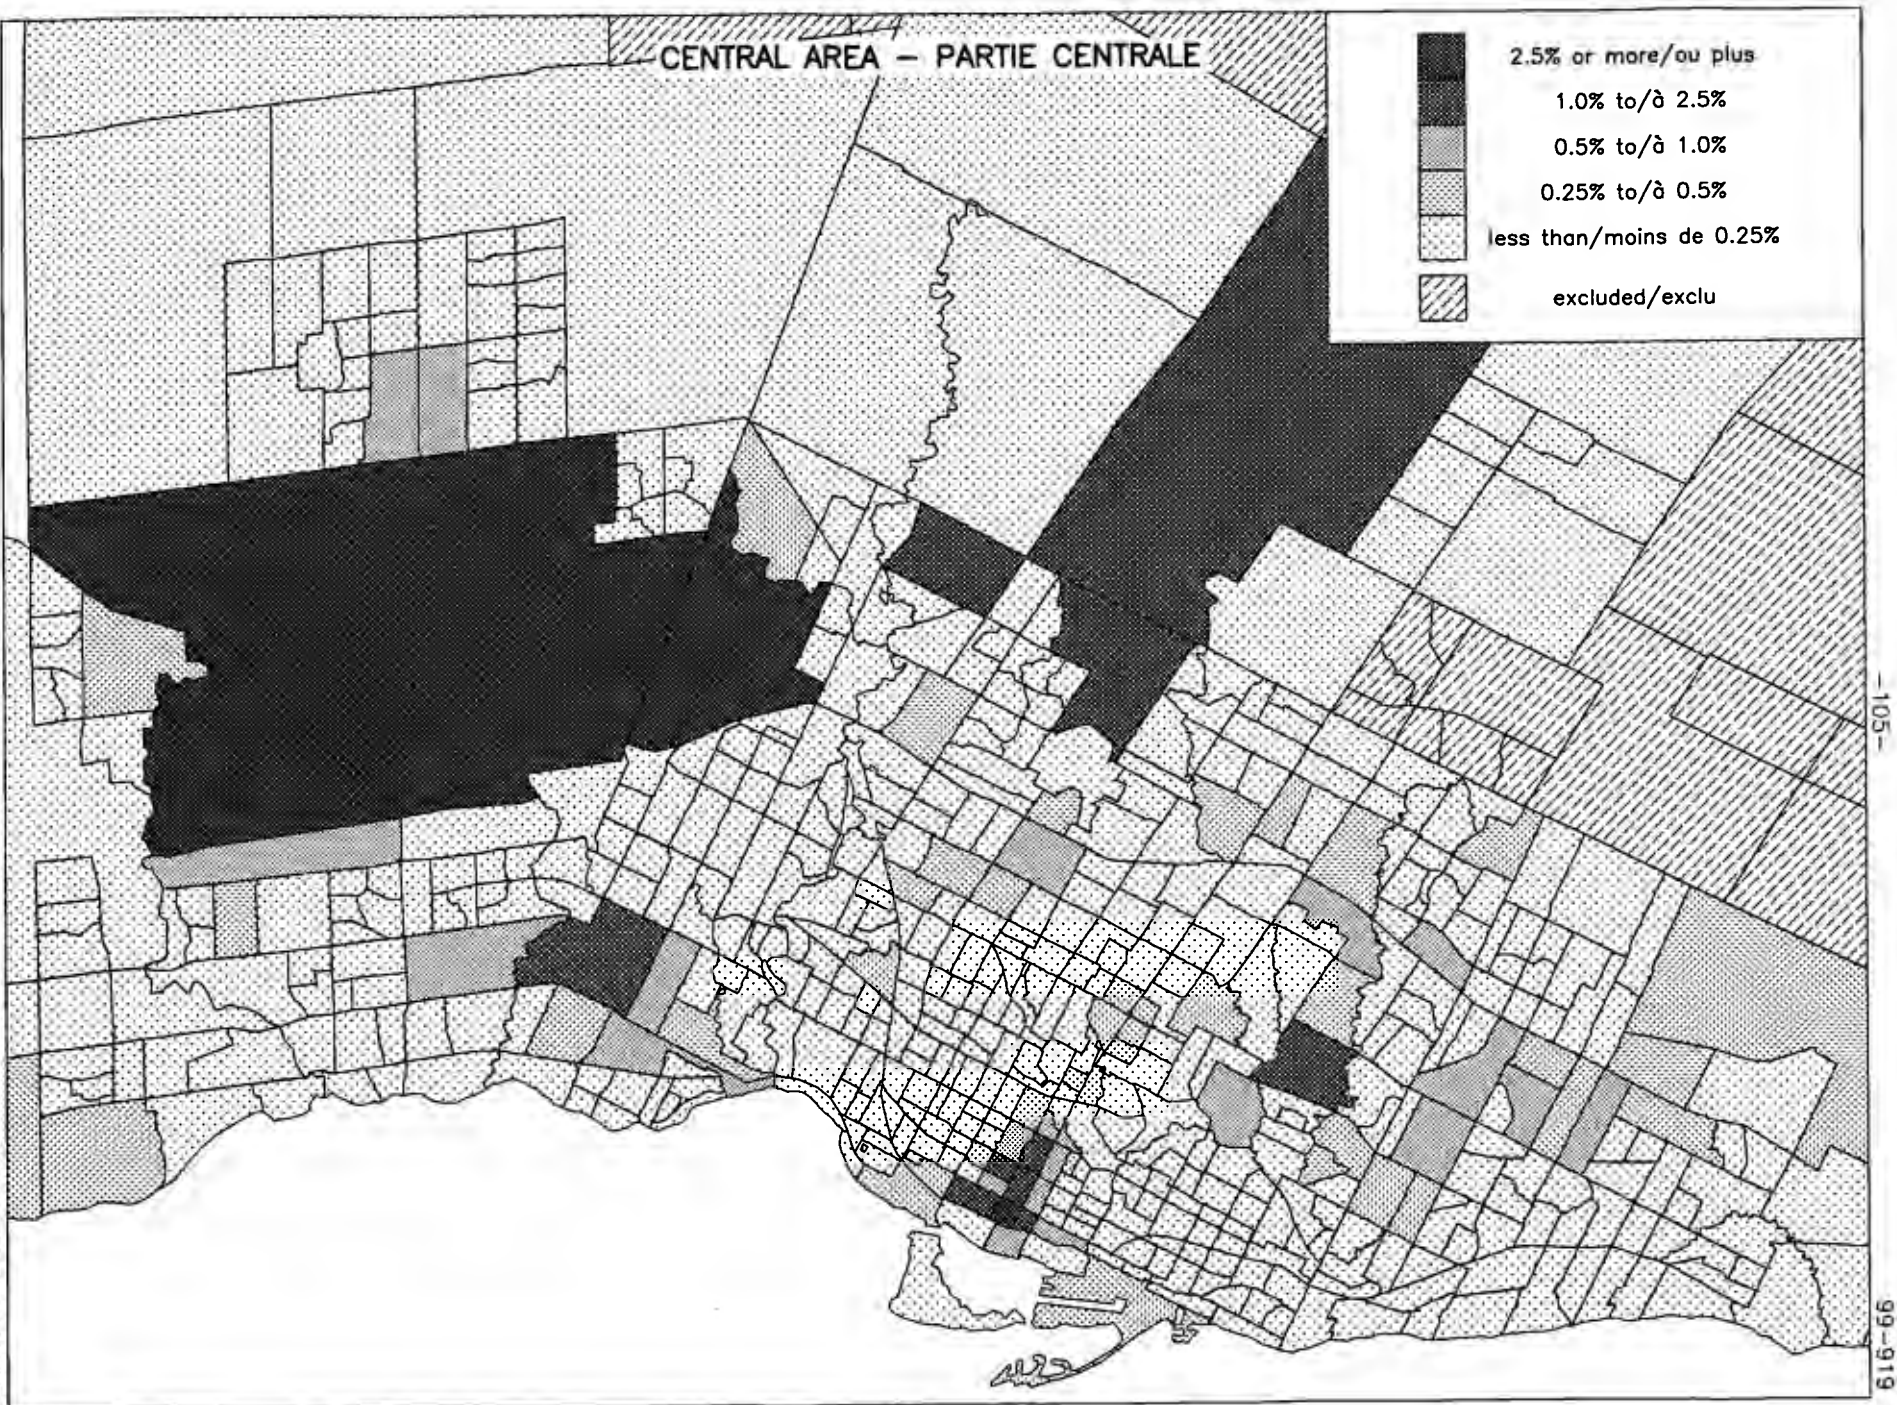 CENTRAL AREA – PARTIE CENTRALE
2.5% or more/ou plus
1.0% to/à 2.5%
0.5% to/à 1.0%
0.25% to/à 0.5%
less than/moins de 0.25%
excluded/exclu
-105-
99-919